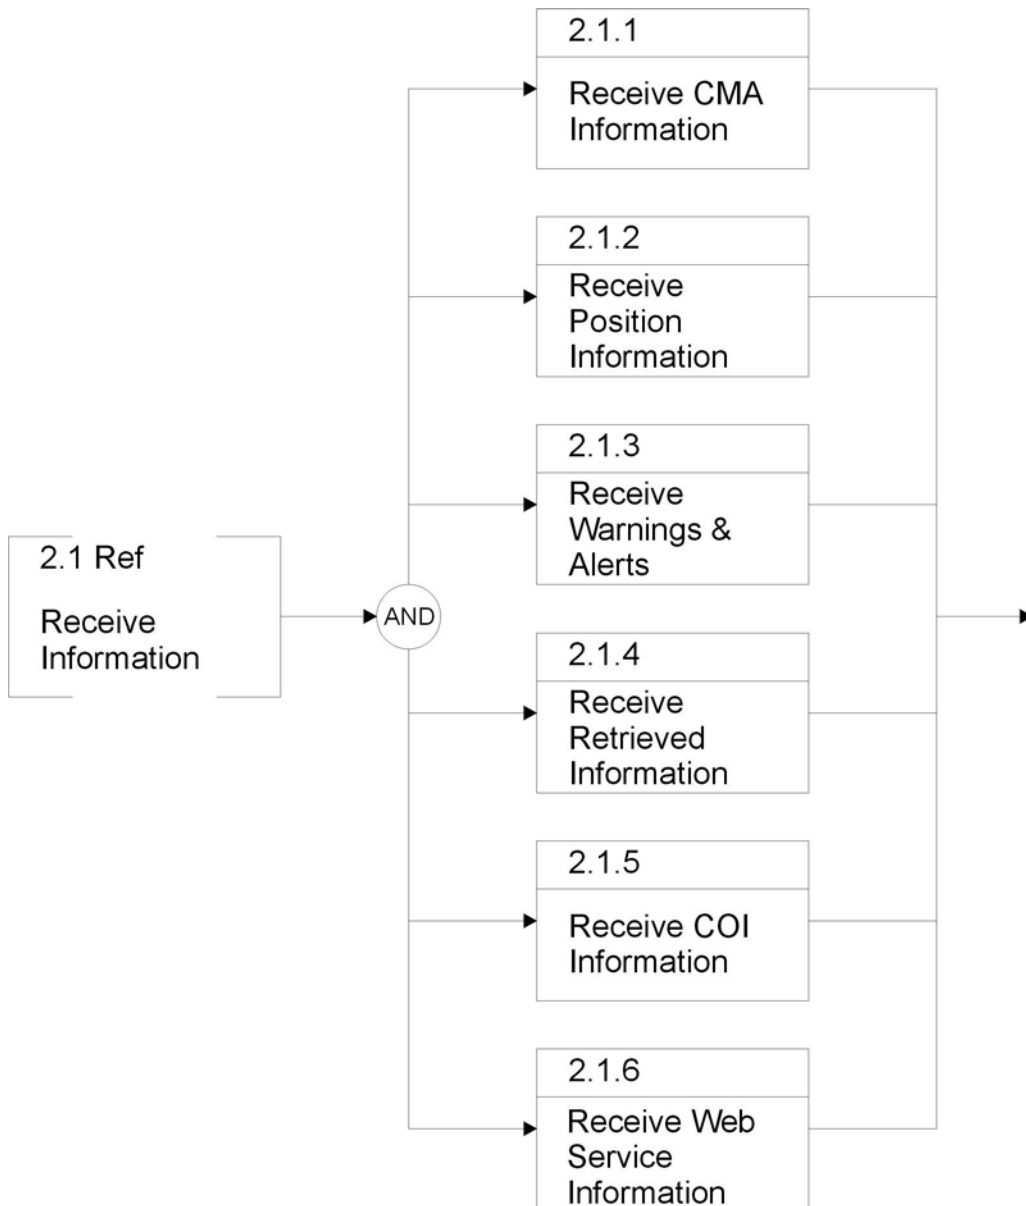 2.1.1
Receive CMA
Information
2.1.2
Receive
Position
Information
2.1.3
Receive
Warnings &
Alerts
2.1 Ref
Receive
Information
AND
2.1.4
Receive
Retrieved
Information
2.1.5
Receive COI
Information
2.1.6
Receive Web
Service
Information